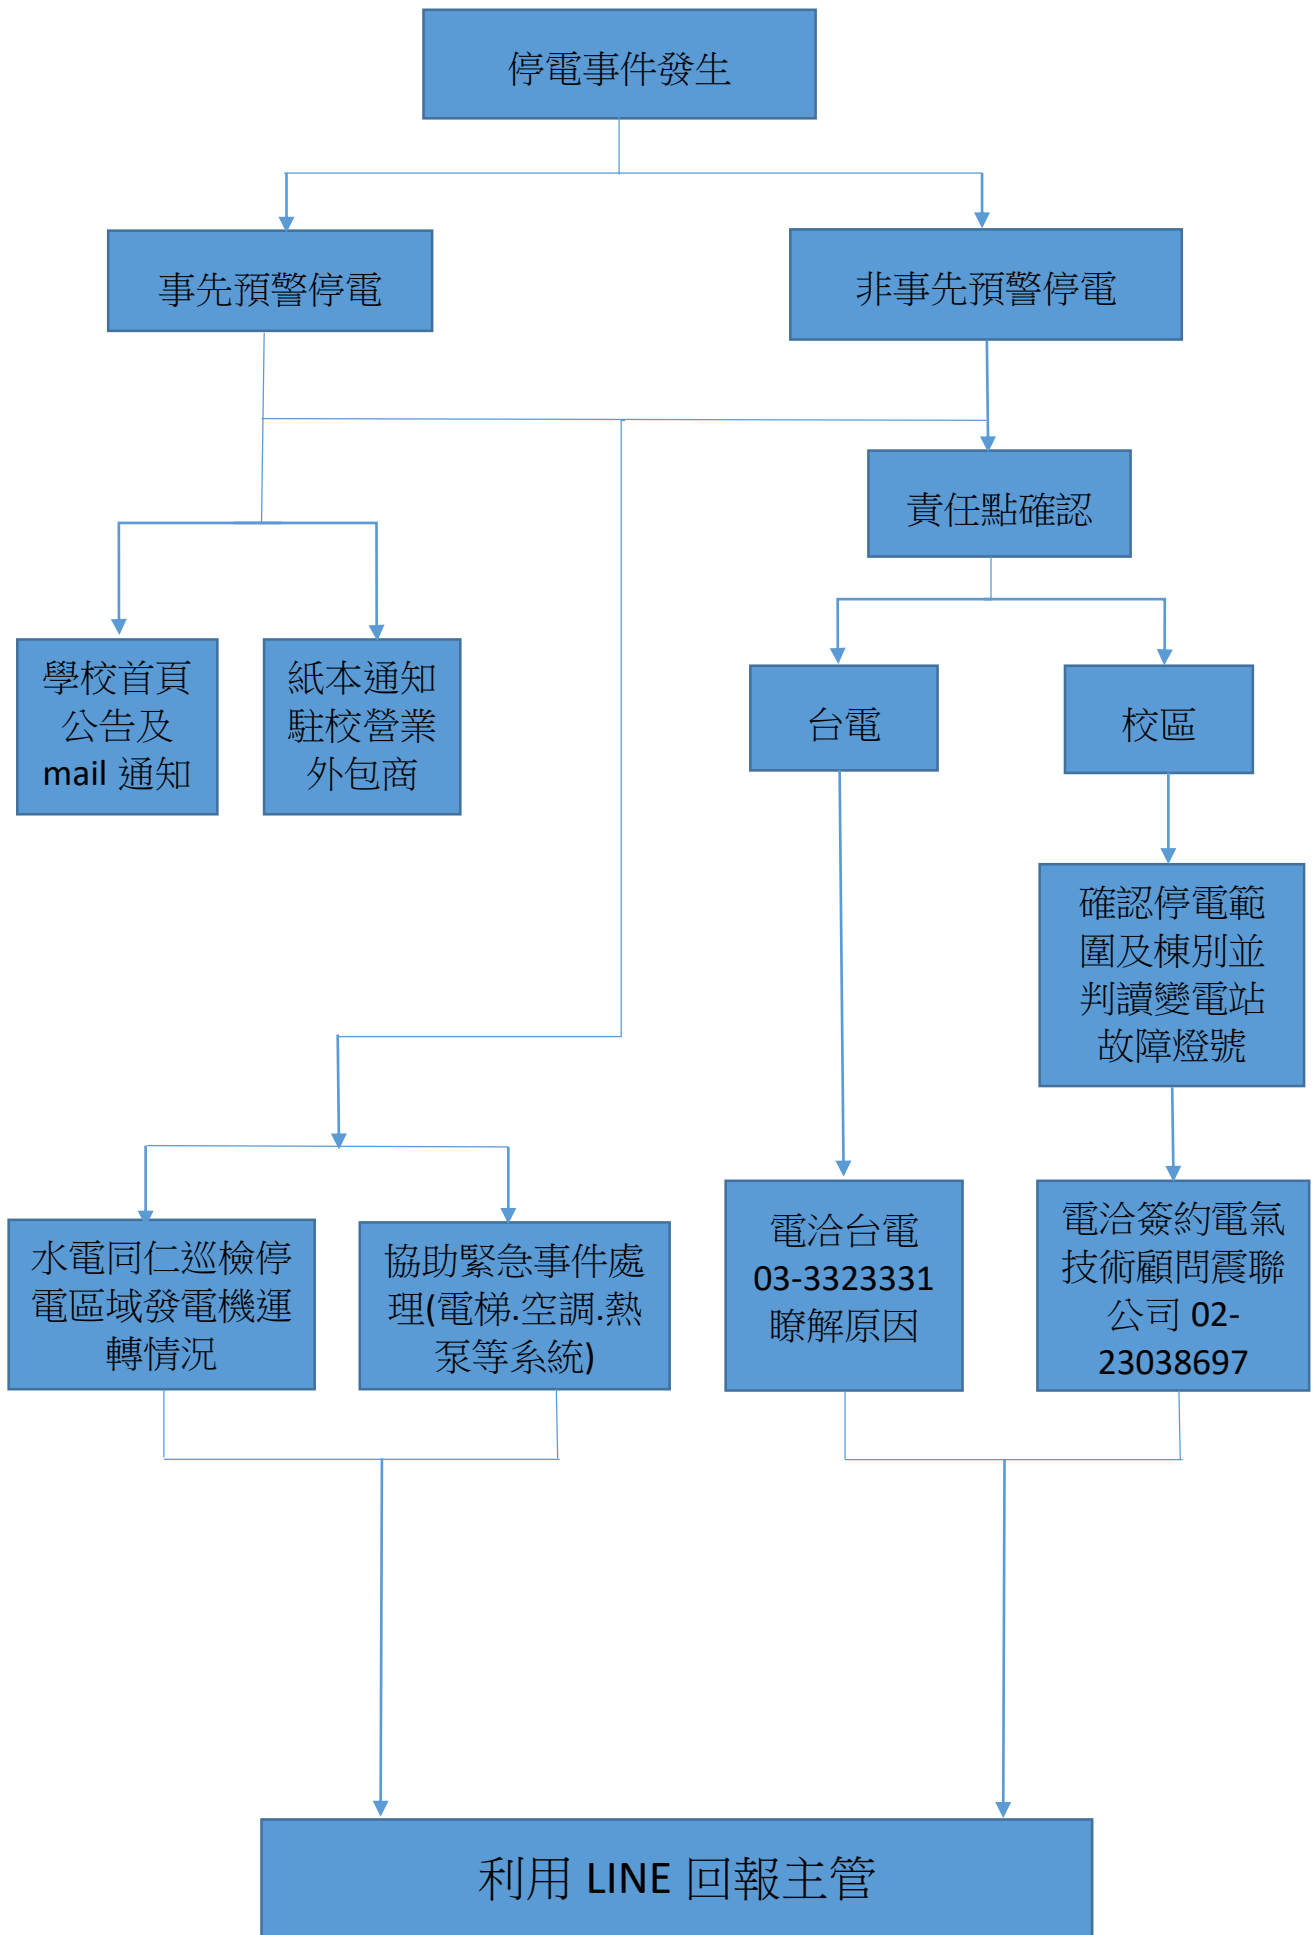 停電事件發生
事先預警停電
非事先預警停電
責任點確認
學校首頁
公告及
mail 通知
紙本通知
駐校營業
外包商
台電
校區
確認停電範
圍及棟別並
判讀變電站
故障燈號
水電同仁巡檢停
電區域發電機運
轉情況
協助緊急事件處
理(電梯.空調.熱
泵等系統)
電洽台電
03-3323331
瞭解原因
電洽簽約電氣
技術顧問震聯
公司 02-
23038697
利用 LINE 回報主管